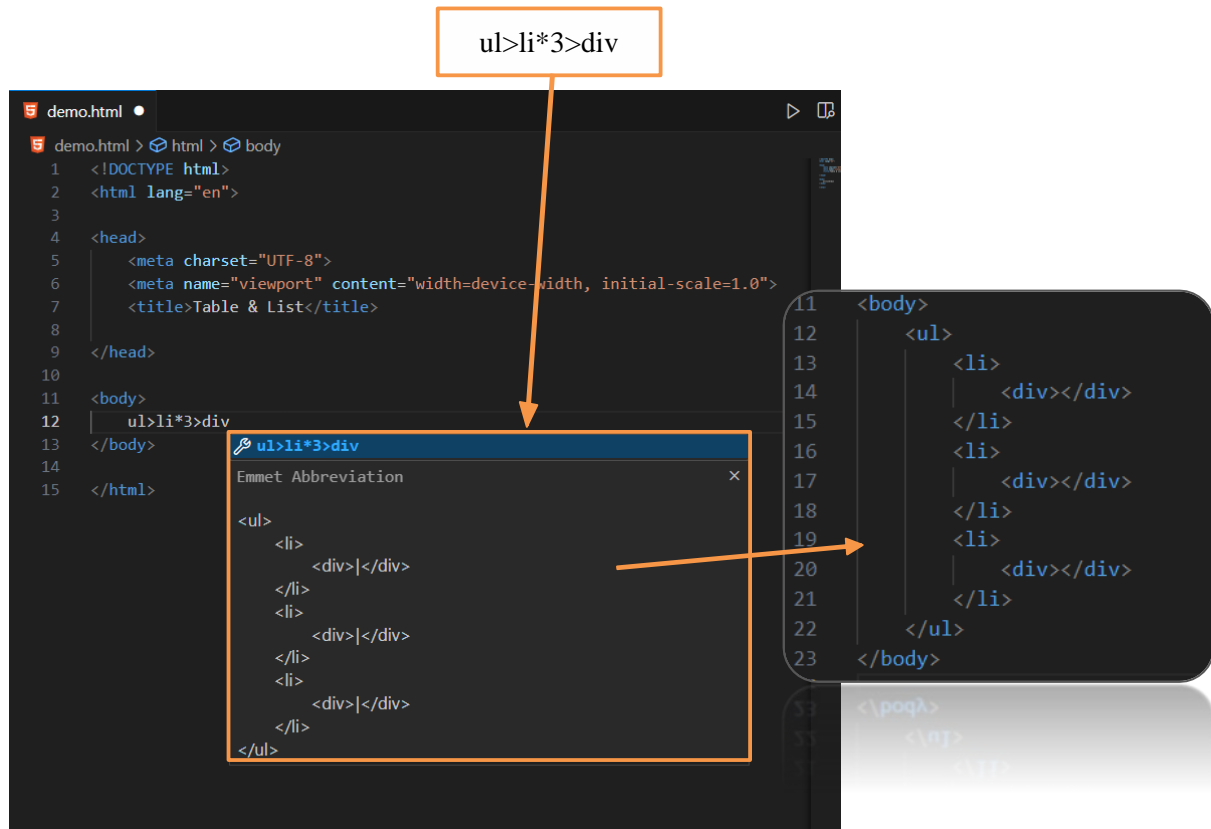 ul>li*3>div
demo.html
demo.html > html > body
1 <!DOCTYPE html>
2 <html lang="en">
3
4 <head>
5 <meta charset="UTF-8">
6 <meta name="viewport" content="width=device-width, initial-scale=1.0">
7 <title>Table & List</title>
8
9 </head>
10
11 <body>
12 ul>li*3>div
13 </body>
14
15 </html>
ul>li*3>div
Emmet Abbreviation
<ul>
<li>
<div>|</div>
</li>
<li>
<div>|</div>
</li>
<li>
<div>|</div>
</li>
</ul>
11 <body>
12 <ul>
13 <li>
14 <div></div>
15 </li>
16 <li>
17 <div></div>
18 </li>
19 <li>
20 <div></div>
21 </li>
22 </ul>
23 </body>